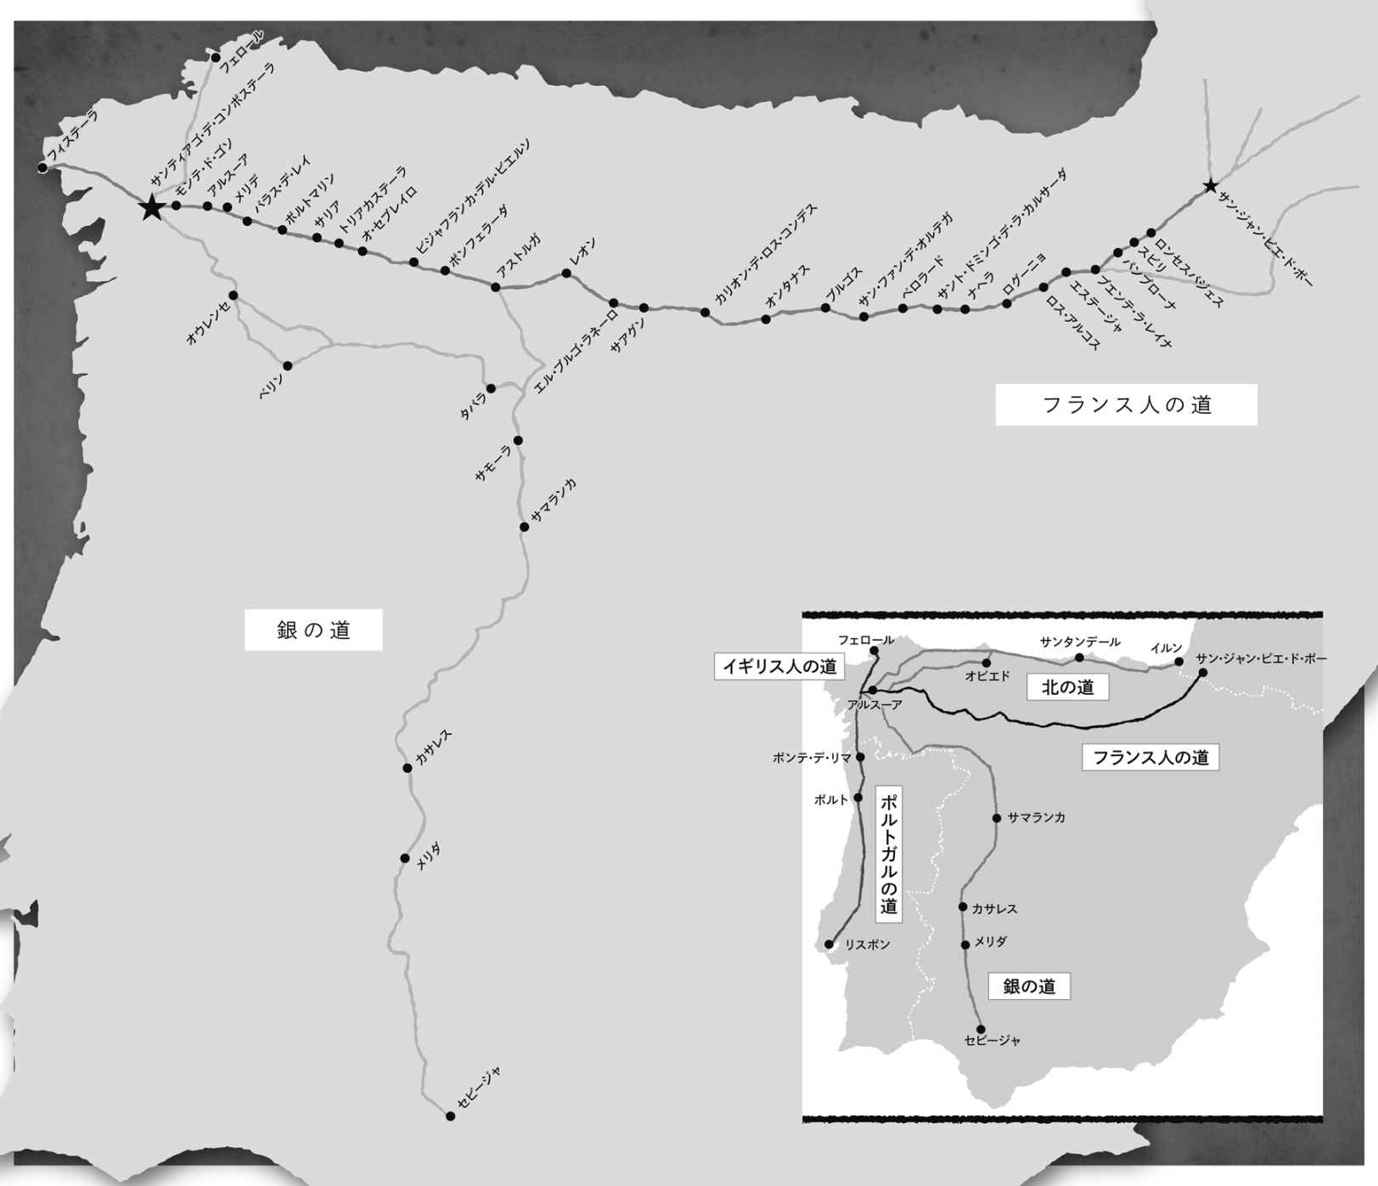 フェロール
フィステーラ
サンティアゴ・デ・コンポステーラ
モンテ・ド・ゴソ
アルスーア
メリデ
パラス・デ・レイ
ポルトマリン
サリア
トリアカステーラ
オ・セブレイロ
ビジャフランカ・デル・ビエルソ
ポンフェラーダ
アストルガ
レオン
エル・ブルゴ・ラネーロ
サアグン
カリオン・デ・ロス・コンデス
オンタナス
ブルゴス
サン・ファン・デ・オルテガ
ベロラード
サント・ドミンゴ・デ・ラ・カルサーダ
ナヘラ
ログローニョ
ロス・アルコス
エステージャ
プエンテ・ラ・レイナ
パンプローナ
スビリ
ロンセスバジェス
サン・ジャン・ピエ・ド・ポー
フランス人の道
オウレンセ
ベリン
タバラ
サモーラ
サマランカ
銀の道
カサレス
メリダ
セビージャ
フェロール
イギリス人の道
サンタンデール
イルン
サン・ジャン・ピエ・ド・ポー
オビエド
北の道
アルスーア
フランス人の道
ポンテ・デ・リマ
ポルト
ポルトガルの道
サマランカ
カサレス
メリダ
リスボン
銀の道
セビージャ